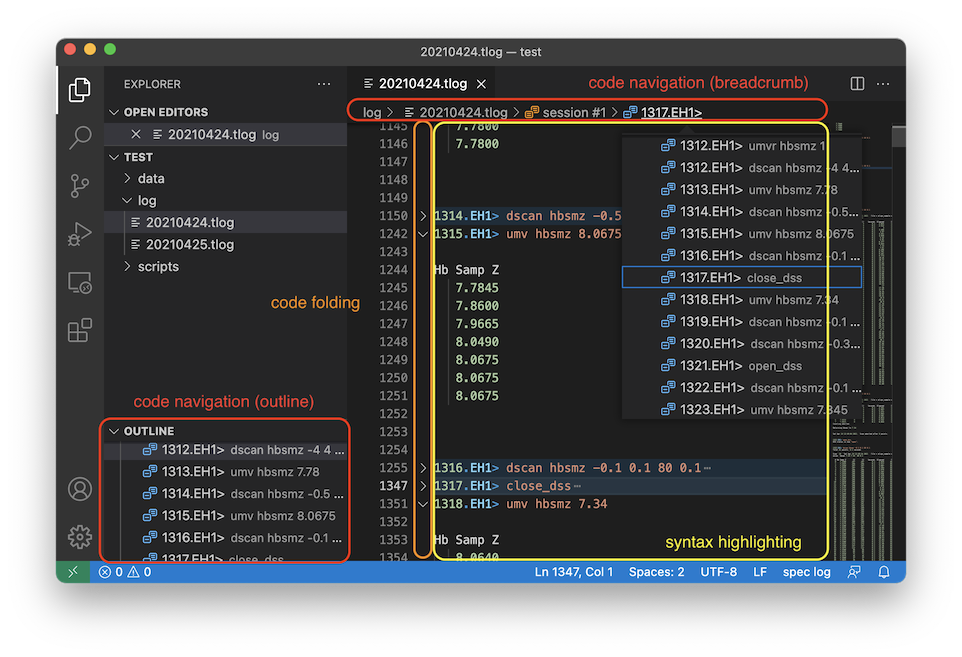 20210424.tlog — test
EXPLORER
20210424.tlog
code navigation (breadcrumb)
OPEN EDITORS
20210424.tlog log
TEST
data
log
20210424.tlog
20210425.tlog
scripts
code folding
code navigation (outline)
OUTLINE
1312.EH1> dscan hbsmz -4 4 ...
1313.EH1> umv hbsmz 7.78
1314.EH1> dscan hbsmz -0.5 ...
1315.EH1> umv hbsmz 8.0675
1316.EH1> dscan hbsmz -0.1 ...
1317.EH1> close_dss
log > 20210424.tlog > session #1 > 1317.EH1>
1145 7.7800
1146 7.7800
1147
1148
1149
1150 1314.EH1> dscan hbsmz -0.5
1242 1315.EH1> umv hbsmz 8.0675
1243
1244 Hb Samp Z
1245 7.7845
1246 7.8600
1247 7.9665
1248 8.0490
1249 8.0675
1250 8.0675
1251 8.0675
1252
1253
1254
1255 1316.EH1> dscan hbsmz -0.1 0.1 80 0.1⋯
1347 1317.EH1> close_dss⋯
1351 1318.EH1> umv hbsmz 7.34
1352
1353 Hb Samp Z
1354 8.0640
1312.EH1> umvr hbsmz 1
1312.EH1> dscan hbsmz -4 4...
1313.EH1> umv hbsmz 7.78
1314.EH1> dscan hbsmz -0.5...
1315.EH1> umv hbsmz 8.0675
1316.EH1> dscan hbsmz -0.1 ...
1317.EH1> close_dss
1318.EH1> umv hbsmz 7.34
1319.EH1> dscan hbsmz -0.1 ...
1320.EH1> dscan hbsmz -0.3...
1321.EH1> open_dss
1322.EH1> dscan hbsmz -0.1 ...
1323.EH1> umv hbsmz 7.345
syntax highlighting
0 0
Ln 1347, Col 1
Spaces: 2
UTF-8
LF
spec log